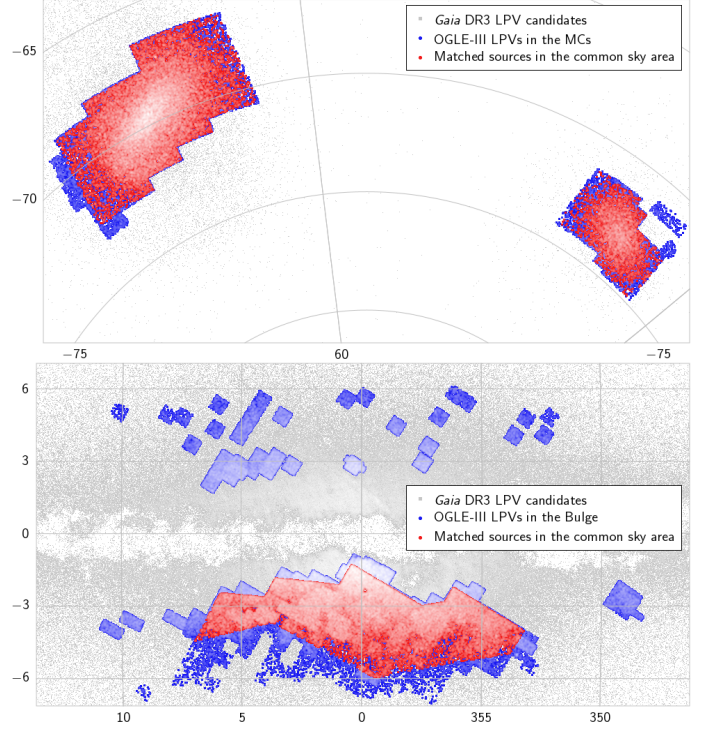 −65
Gaia DR3 LPV candidates
OGLE-III LPVs in the MCs
Matched sources in the common sky area
−70
−75 60 −75
6
3
Gaia DR3 LPV candidates
OGLE-III LPVs in the Bulge
Matched sources in the common sky area
0
−3
−6
10 5 0 355 350